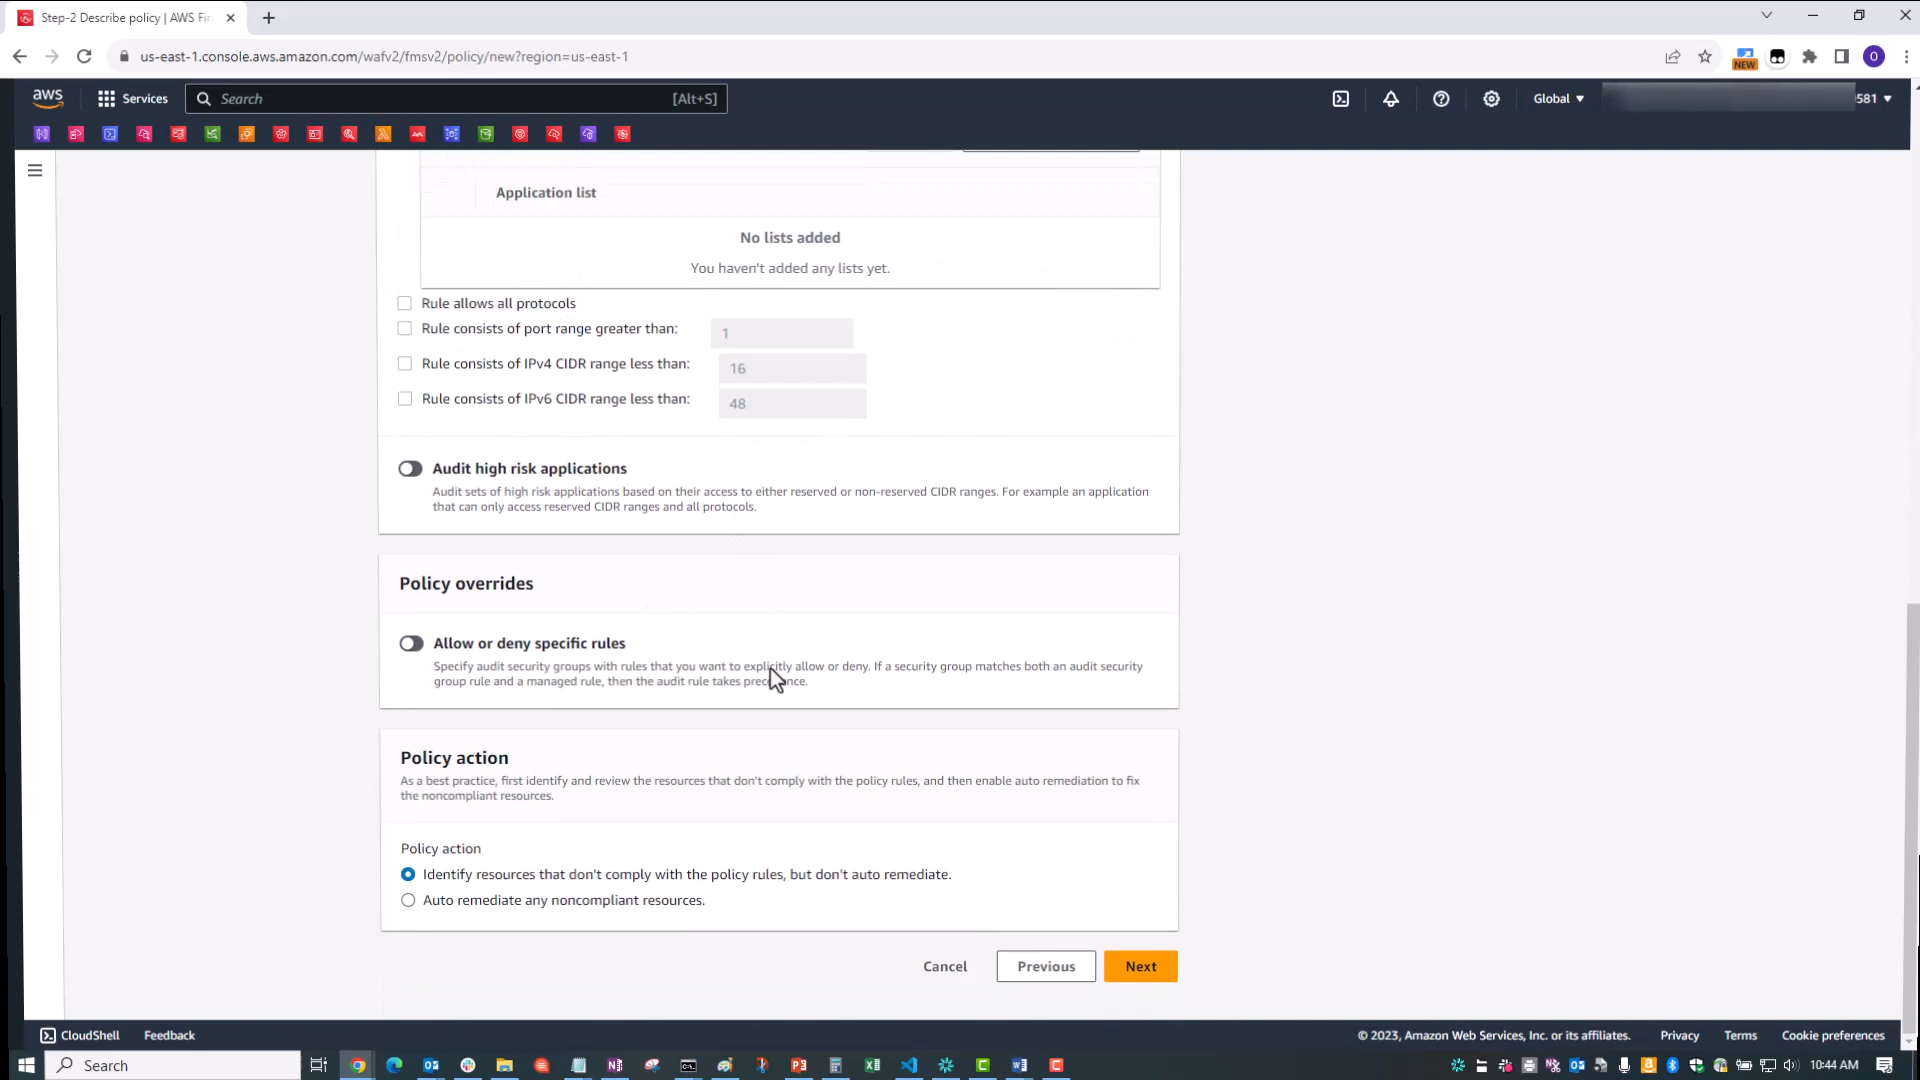 Step-2 Describe policy | AWS Fir
us-east-1.console.aws.amazon.com/wafv2/fmsv2/policy/new?region=us-east-1
NEW
O
aws
Services
Search
[Alt+S]
Global
581
Application list
No lists added
You haven't added any lists yet.
Rule allows all protocols
Rule consists of port range greater than:
1
Rule consists of IPv4 CIDR range less than:
16
Rule consists of IPv6 CIDR range less than:
48
Audit high risk applications
Audit sets of high risk applications based on their access to either reserved or non-reserved CIDR ranges. For example an application
that can only access reserved CIDR ranges and all protocols.
Policy overrides
Allow or deny specific rules
Specify audit security groups with rules that you want to explicitly allow or deny. If a security group matches both an audit security
group rule and a managed rule, then the audit rule takes precedence.
Policy action
As a best practice, first identify and review the resources that don't comply with the policy rules, and then enable auto remediation to fix
the noncompliant resources.
Policy action
Identify resources that don't comply with the policy rules, but don't auto remediate.
Auto remediate any noncompliant resources.
Cancel
Previous
Next
CloudShell
Feedback
© 2023, Amazon Web Services, Inc. or its affiliates.
Privacy
Terms
Cookie preferences
Search
10:44 AM